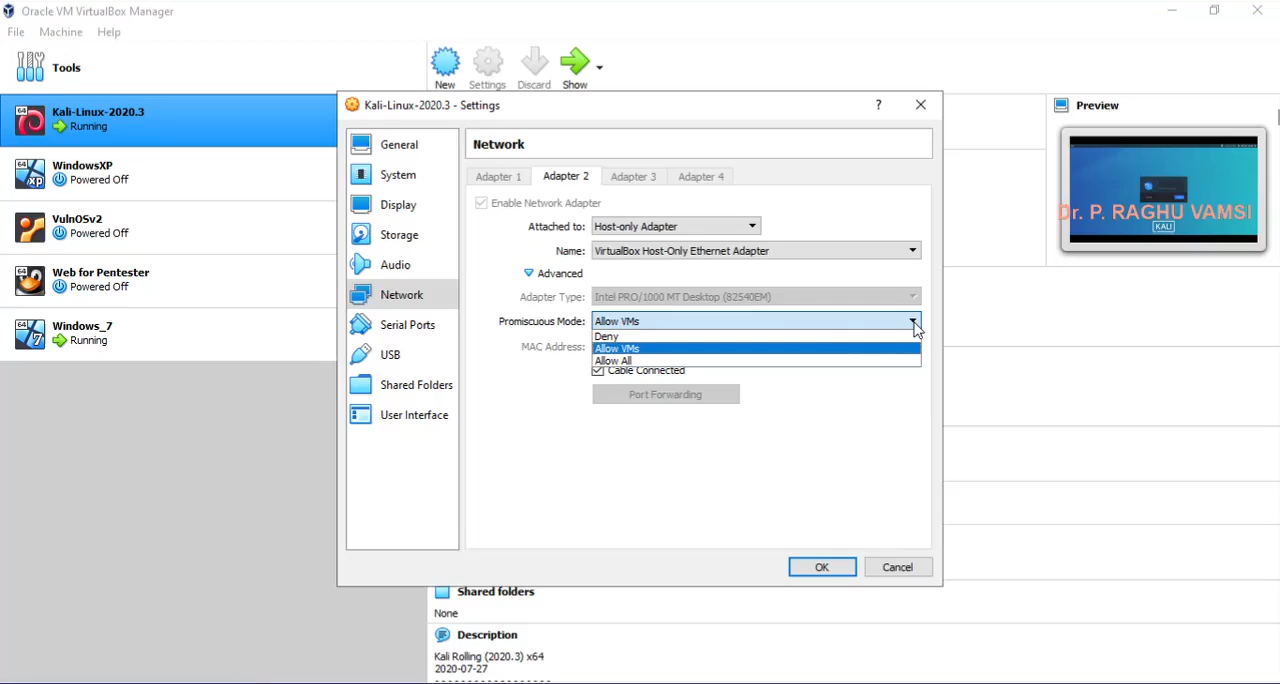 Oracle VM VirtualBox Manager
File Machine Help
Tools
New Settings Discard Show
64 Kali-Linux-2020.3
Running
64 xp WindowsXP
Powered Off
VulnOSv2
Powered Off
Web for Pentester
Powered Off
64 7 Windows_7
Running
Kali-Linux-2020.3 - Settings ?
General
System
Display
Storage
Audio
Network
Serial Ports
USB
Shared Folders
User Interface
Network
Adapter 1 Adapter 2 Adapter 3 Adapter 4
Enable Network Adapter
Attached to: Host-only Adapter
Name: VirtualBox Host-Only Ethernet Adapter
Advanced
Adapter Type: Intel PRO/1000 MT Desktop (82540EM)
Promiscuous Mode: Allow VMs
Deny
MAC Address: Allow VMs
Allow All
Cable Connected
Port Forwarding
OK Cancel
Preview
Dr. P. RAGHU VAMSI
KALI
Shared folders
None
Description
Kali Rolling (2020.3) x64
2020-07-27